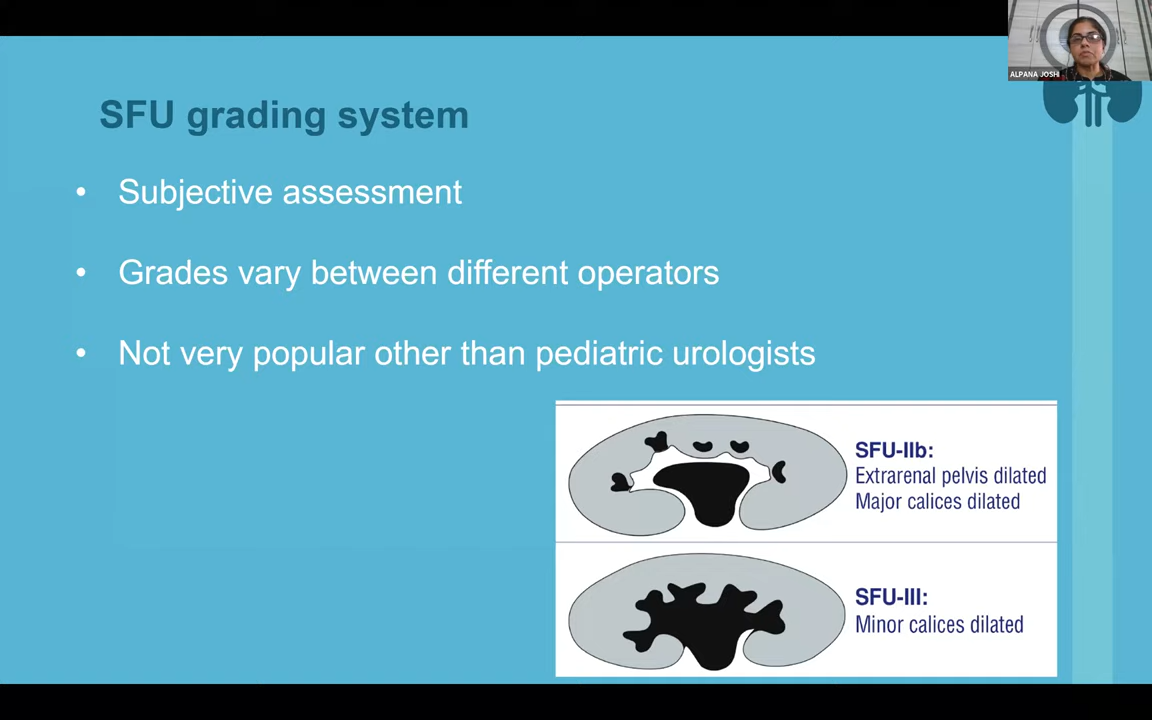 ALPANA JOSHI
SFU grading system
• Subjective assessment
• Grades vary between different operators
• Not very popular other than pediatric urologists
SFU-IIb:
Extrarenal pelvis dilated
Major calices dilated
SFU-III:
Minor calices dilated